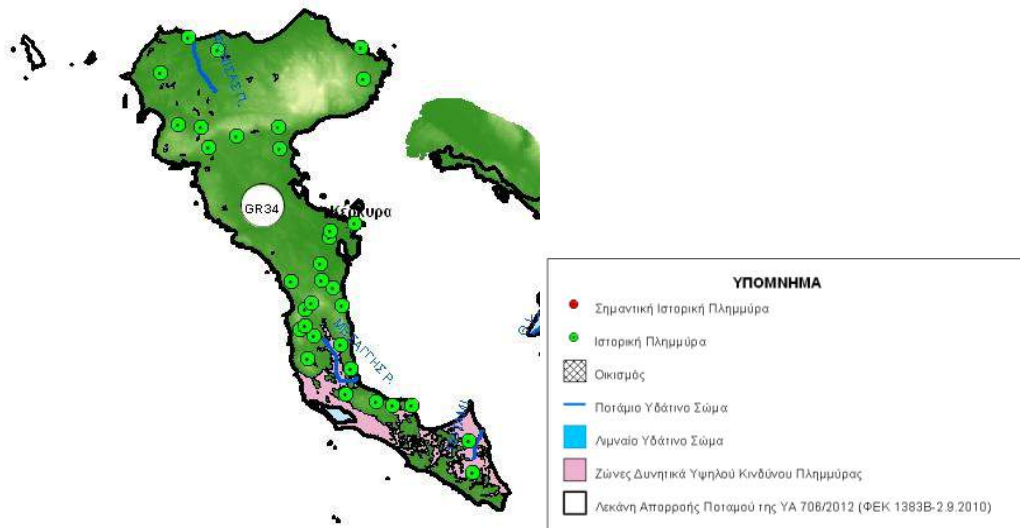 GR34
Κέρκυρα
ΜΕΣΑΓΓΗΣ Ρ.
ΥΠΟΜΝΗΜΑ
Σημαντική Ιστορική Πλημμύρα
Ιστορική Πλημμύρα
Οικισμός
Ποτάμιο Υδάτινο Σώμα
Λιμναίο Υδάτινο Σώμα
Ζώνες Δυνητικά Υψηλού Κινδύνου Πλημμύρας
Λεκάνη Απορροής Ποταμού της ΥΑ 706/2012 (ΦΕΚ 1383Β-2.9.2010)